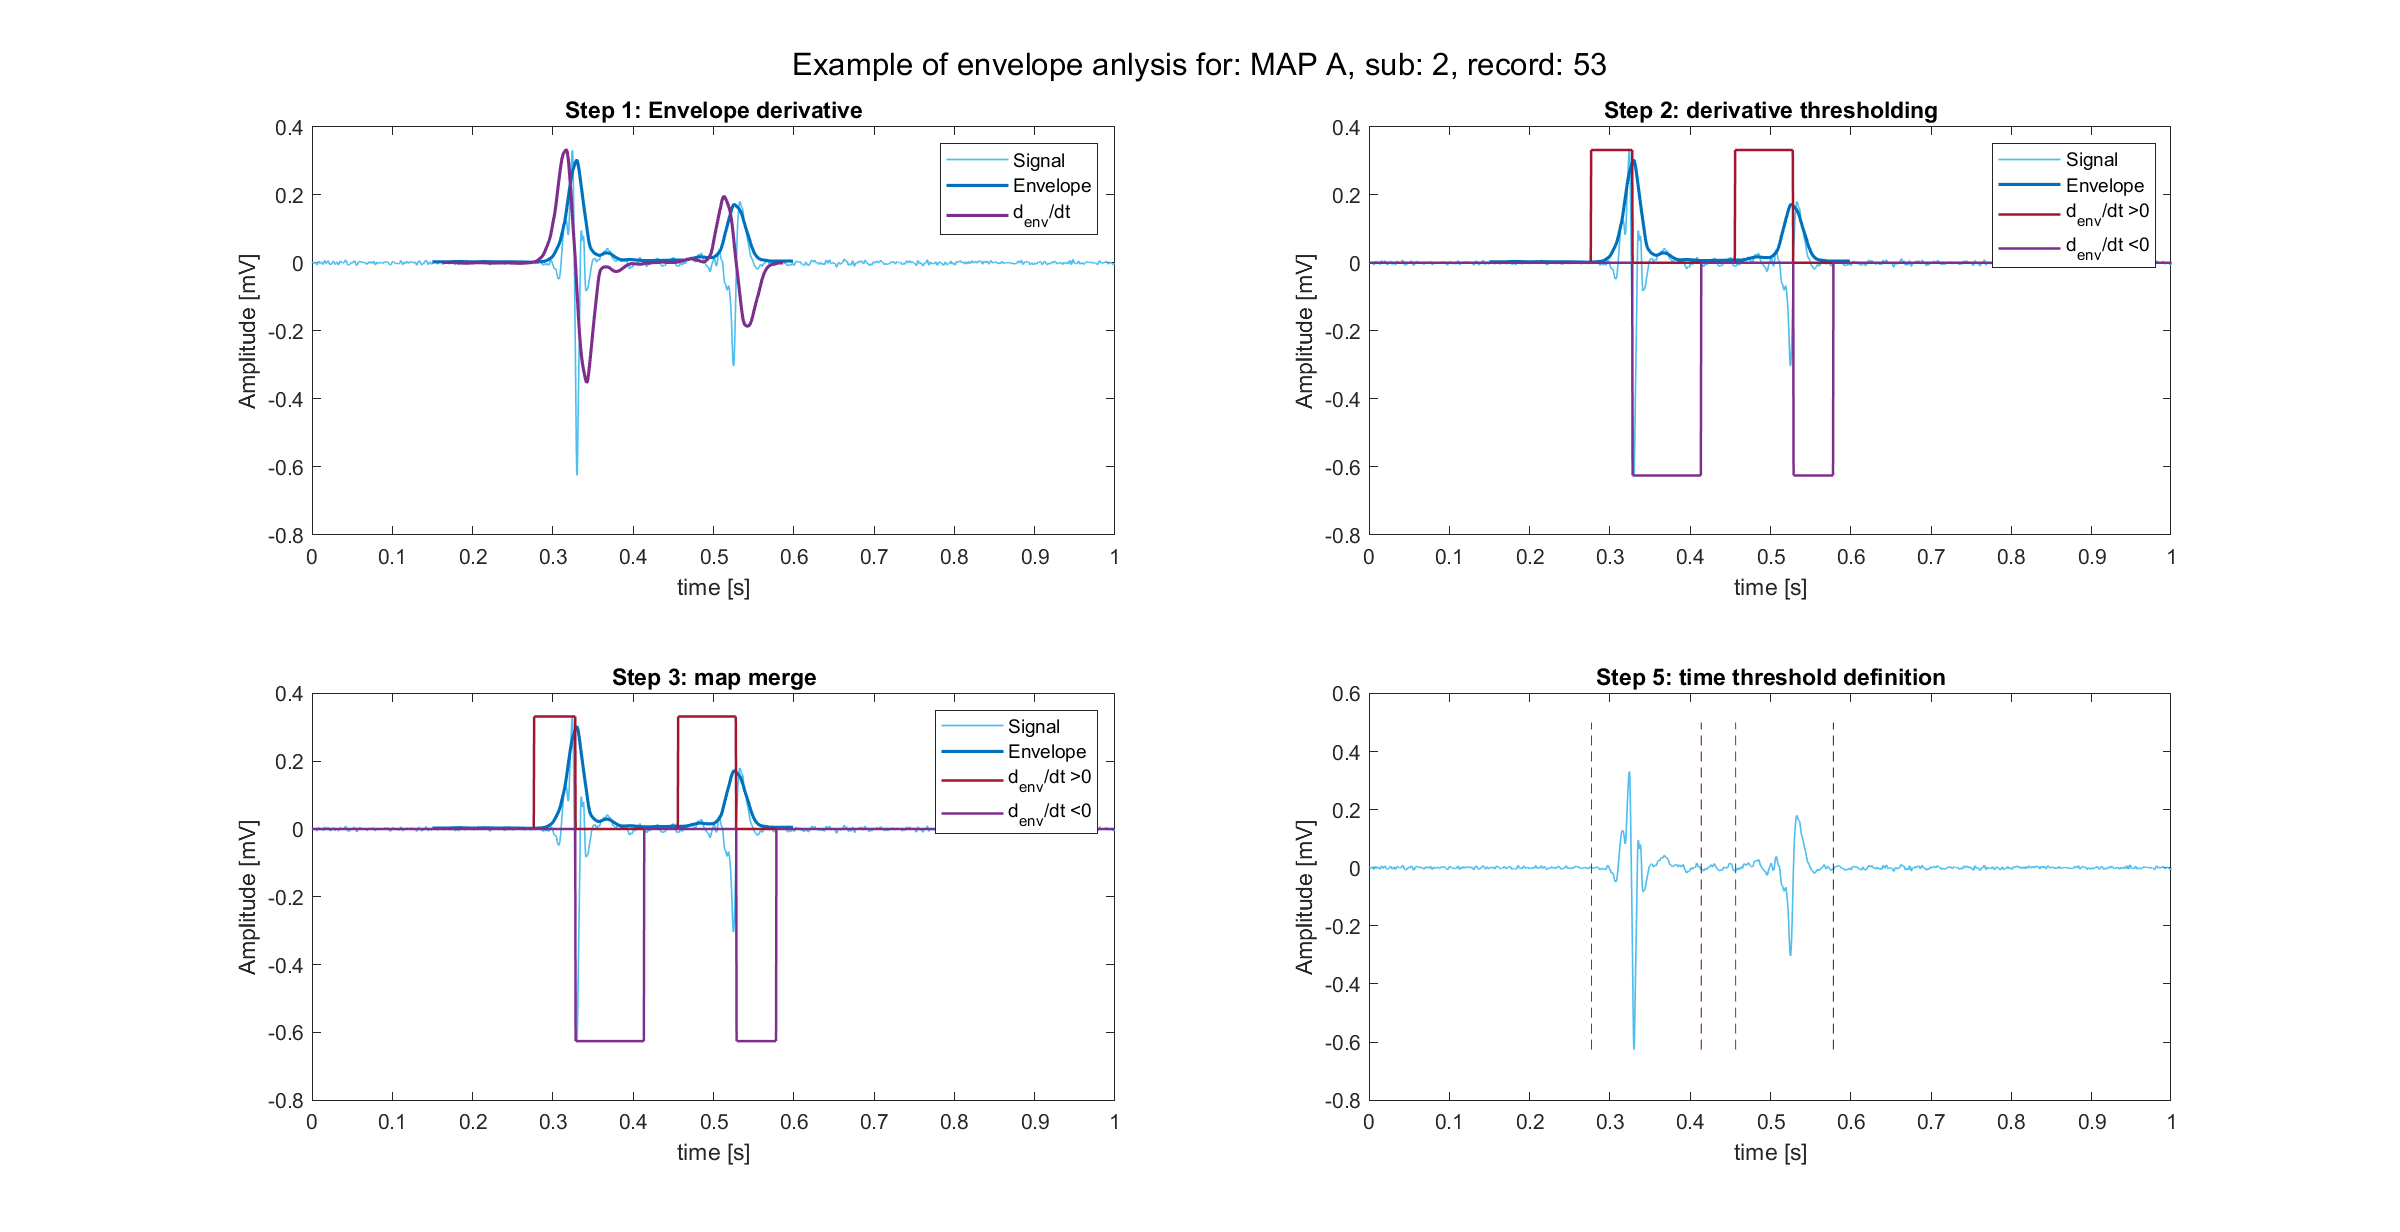 Example of envelope anlysis for: MAP A, sub: 2, record: 53
Step 1: Envelope derivative
0.4
0.2
0
-0.2
-0.4
-0.6
-0.8
Amplitude [mV]
0 0.1 0.2 0.3 0.4 0.5 0.6 0.7 0.8 0.9 1
time [s]
Signal
Envelope
d_env/dt
Step 2: derivative thresholding
0.4
0.2
0
-0.2
-0.4
-0.6
-0.8
Amplitude [mV]
0 0.1 0.2 0.3 0.4 0.5 0.6 0.7 0.8 0.9 1
time [s]
Signal
Envelope
d_env/dt >0
d_env/dt <0
Step 3: map merge
0.4
0.2
0
-0.2
-0.4
-0.6
-0.8
Amplitude [mV]
0 0.1 0.2 0.3 0.4 0.5 0.6 0.7 0.8 0.9 1
time [s]
Signal
Envelope
d_env/dt >0
d_env/dt <0
Step 5: time threshold definition
0.6
0.4
0.2
0
-0.2
-0.4
-0.6
-0.8
Amplitude [mV]
0 0.1 0.2 0.3 0.4 0.5 0.6 0.7 0.8 0.9 1
time [s]